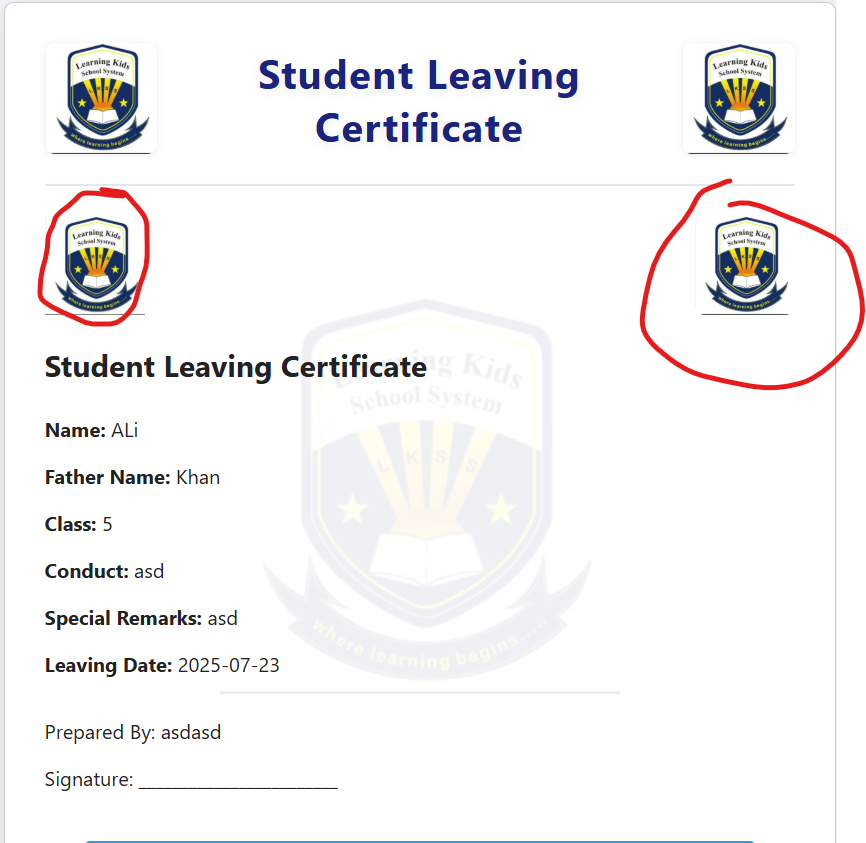 Learning Kids
School System
L K S S
where learning begins.....
Student Leaving
Certificate
Learning Kids
School System
L K S S
where learning begins.....
Learning Kids
School System
L K S S
where learning begins.....
Learning Kids
School System
L K S S
where learning begins.....
Student Leaving Certificate
Learning Kids
School System
L K S S
where learning begins.....
Name: ALi
Father Name: Khan
Class: 5
Conduct: asd
Special Remarks: asd
Leaving Date: 2025-07-23
Prepared By: asdasd
Signature: ____________________